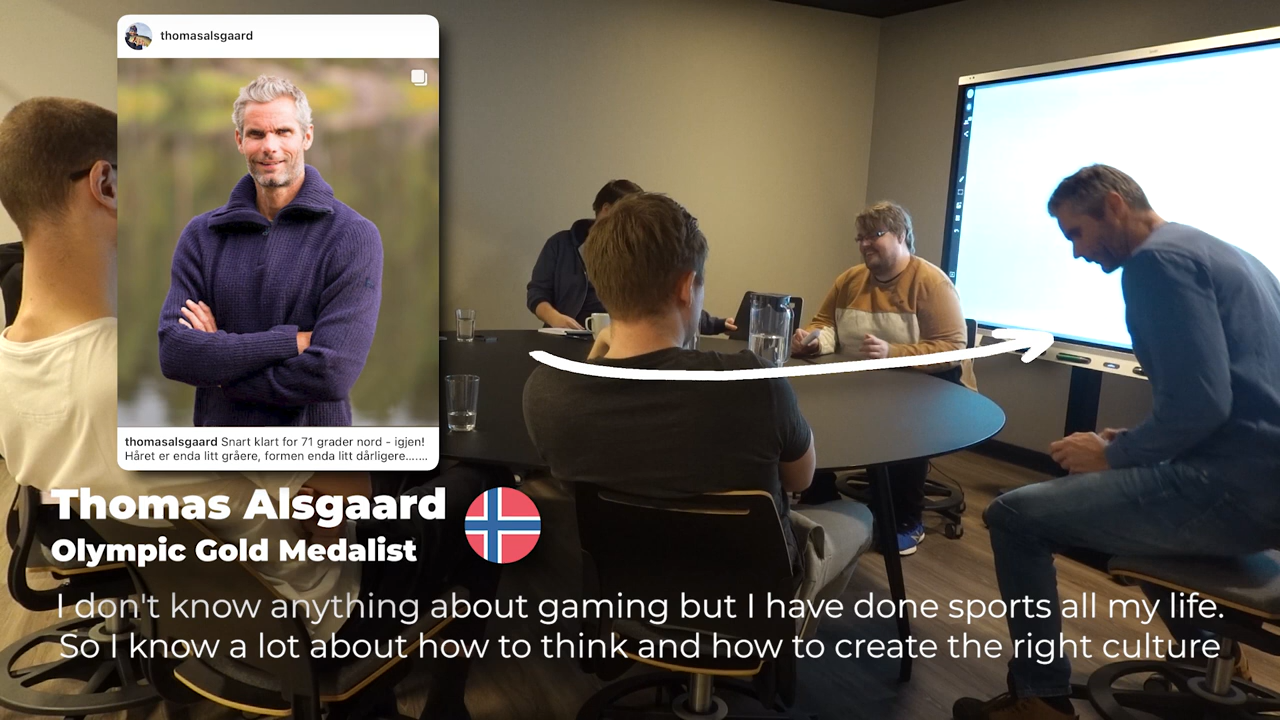 thomasalsgaard
thomasalsgaard Snart klart for 71 grader nord - igjen!
Håret er enda litt gråere, formen enda litt dårligere......
Thomas Alsgaard
Olympic Gold Medalist
I don't know anything about gaming but I have done sports all my life.
So I know a lot about how to think and how to create the right culture